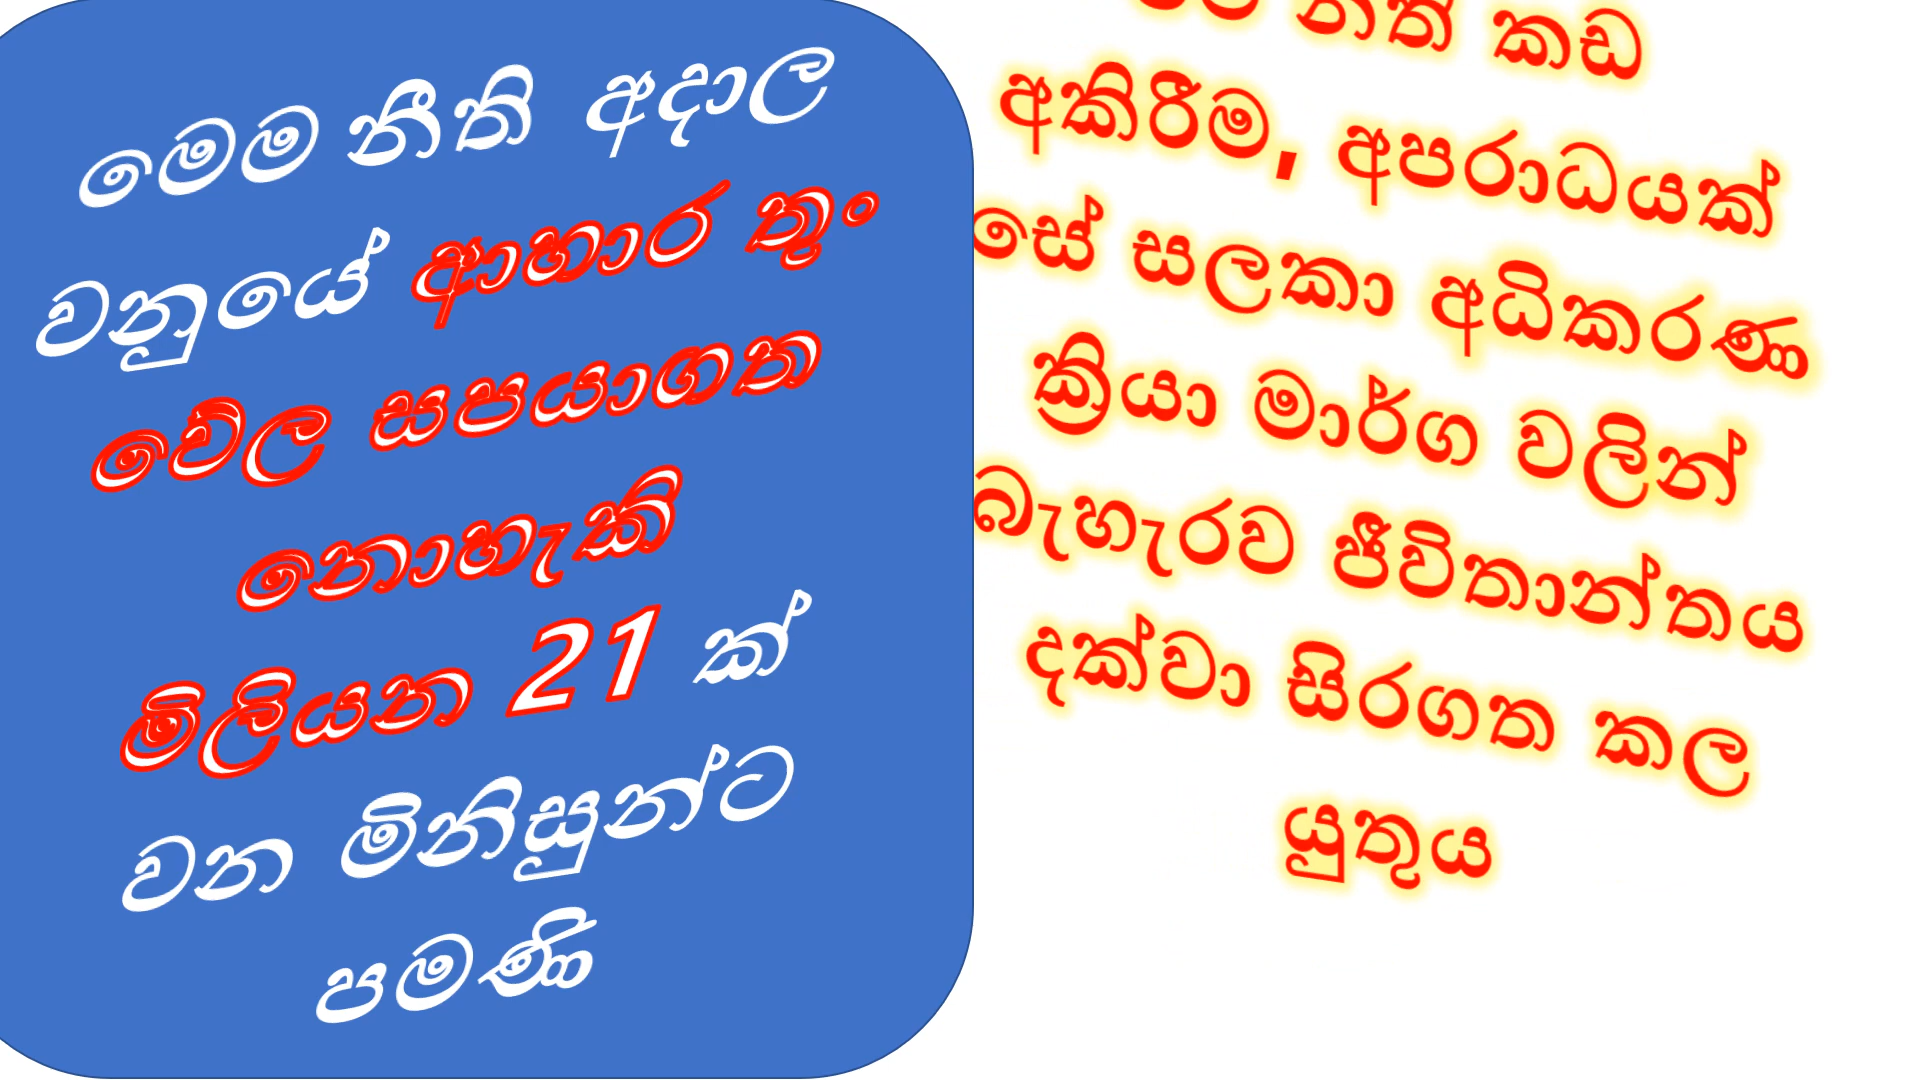 මෙම නීති අදාල
වනුයේ ආහාර තුං
වේල සපයාගත
නොහැකි
මිලියන 21 ක්
වන මිනිසුන්ට
පමණි
නීති කඩ
අකිරීම, අපරාධයක්
සේ සලකා අධිකරණ
ක්‍රියා මාර්ග වලින්
බැහැරව ජීවිතාන්තය
දක්වා සිරගත කල
යුතුය